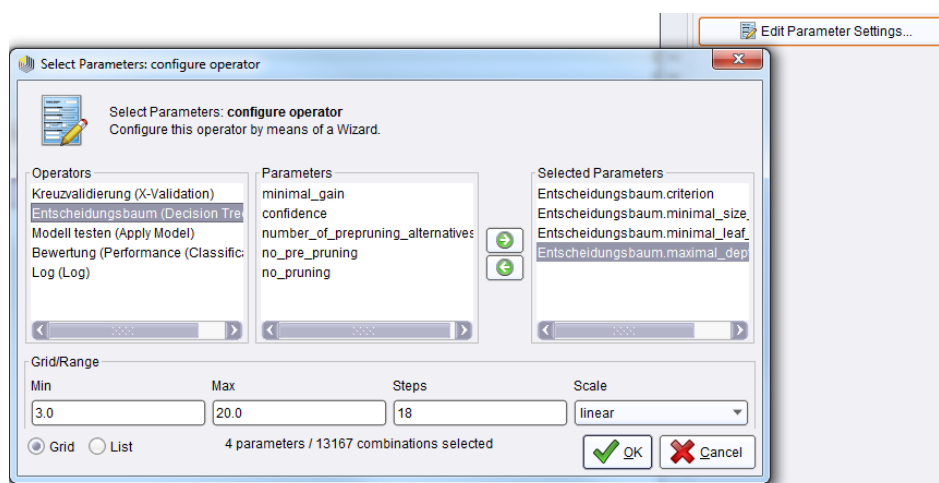 Edit Parameter Settings...
Select Parameters: configure operator
Select Parameters: configure operator
Configure this operator by means of a Wizard.
Operators
Kreuzvalidierung (X-Validation)
Entscheidungsbaum (Decision Tre
Modell testen (Apply Model)
Bewertung (Performance (Classific
Log (Log)
Parameters
minimal_gain
confidence
number_of_prepruning_alternatives
no_pre_pruning
no_pruning
Selected Parameters
Entscheidungsbaum.criterion
Entscheidungsbaum.minimal_size_
Entscheidungsbaum.minimal_leaf_
Entscheidungsbaum.maximal_dep
Grid/Range
Min Max Steps Scale
3.0 20.0 18 linear
Grid List 4 parameters / 13167 combinations selected OK Cancel